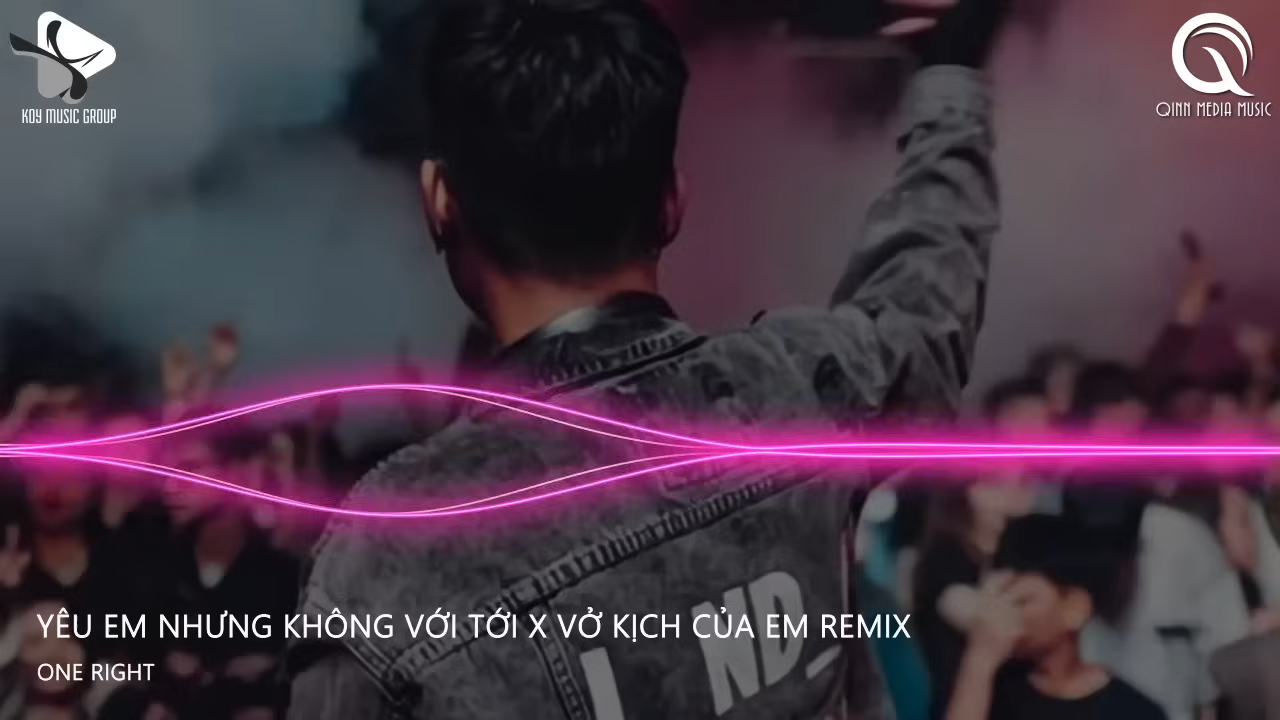 KOY MUSIC GROUP
QINN MEDIA MUSIC
YÊU EM NHƯNG KHÔNG VỚI TỚI X VỞ KỊCH CỦA EM REMIX
ONE RIGHT
ND_